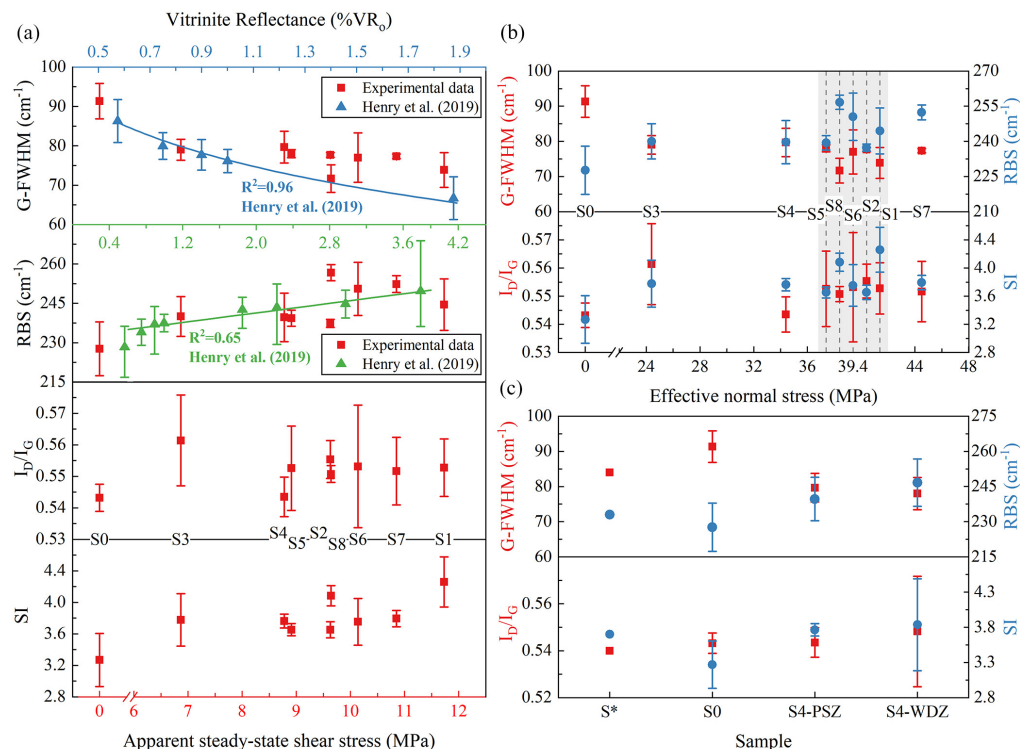 (a)
Vitrinite Reflectance (%VRo)
0.5 0.7 0.9 1.1 1.3 1.5 1.7 1.9
G-FWHM (cm-1)
100
90
80
70
60
Experimental data
Henry et al. (2019)
R2=0.96
Henry et al. (2019)
0.4 1.2 1.8 2.2 2.8 3.6 4.2
RBS (cm-1)
260
245
230
215
R2=0.65
Henry et al. (2019)
Experimental data
Henry et al. (2019)
ID/IG
0.57
0.56
0.55
0.54
0.53
S0 S3 S4 S5 S2 S8 S6 S7 S1
SI
4.4
4.0
3.6
3.2
2.8
0 6 7 8 9 10 11 12
Apparent steady-state shear stress (MPa)
(b)
G-FWHM (cm-1)
100
90
80
70
60
RBS (cm-1)
270
255
240
225
210
S0 S3 S4 S5 S8 S6 S2 S1 S7
ID/IG
0.57
0.56
0.55
0.54
0.53
SI
4.4
4.0
3.6
3.2
2.8
0 24 28 32 36 39.4 40 44 48
Effective normal stress (MPa)
(c)
G-FWHM (cm-1)
100
90
80
70
60
RBS (cm-1)
275
260
245
230
215
ID/IG
0.56
0.54
0.52
SI
4.3
3.8
3.3
2.8
S* S0 S4-PSZ S4-WDZ
Sample